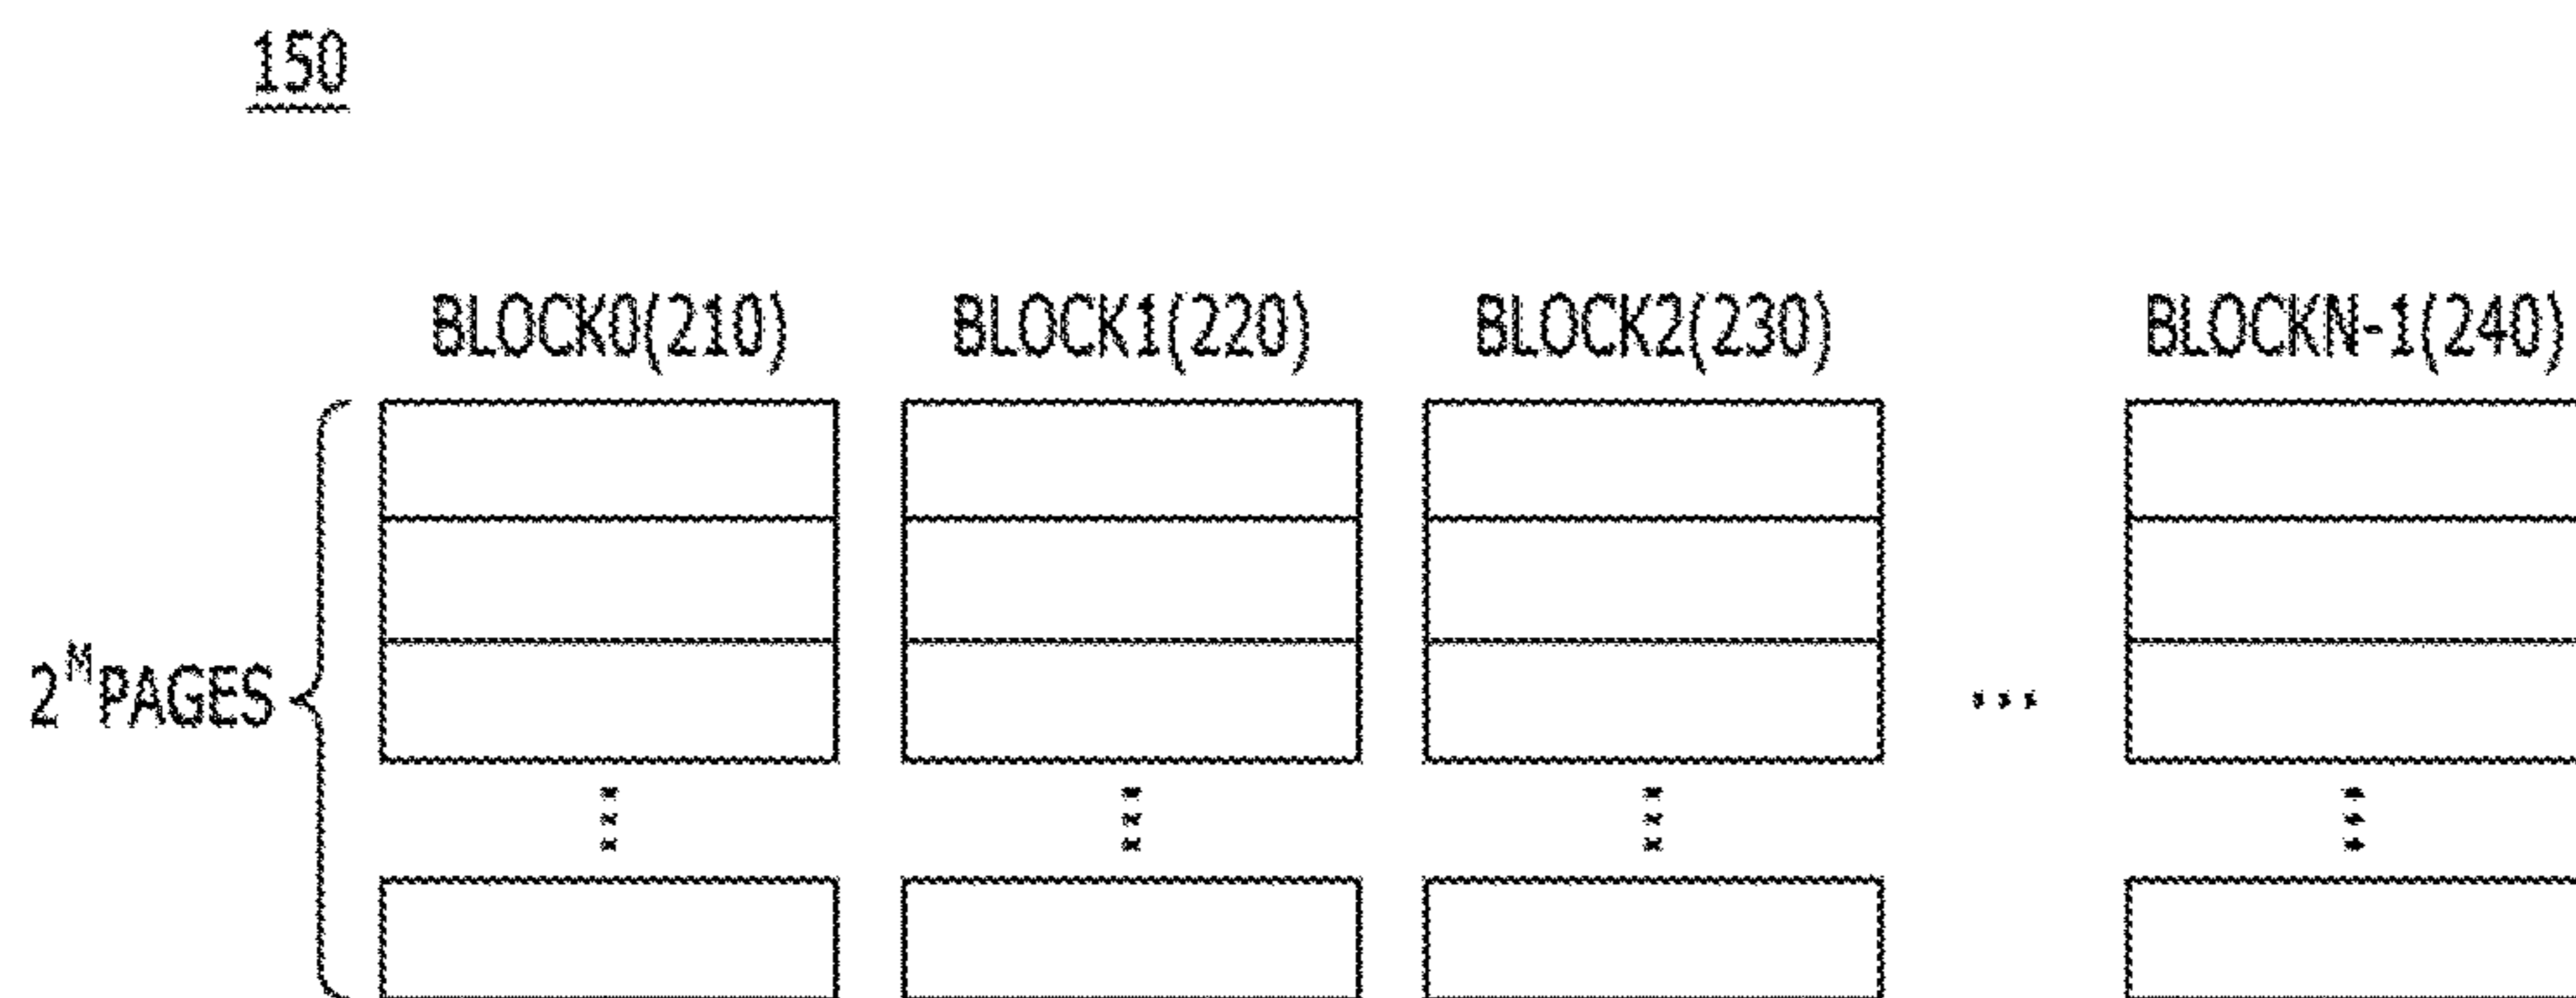 150
BLOCK0(210) BLOCK1(220) BLOCK2(230) BLOCKN-1(240)
2^M PAGES
...